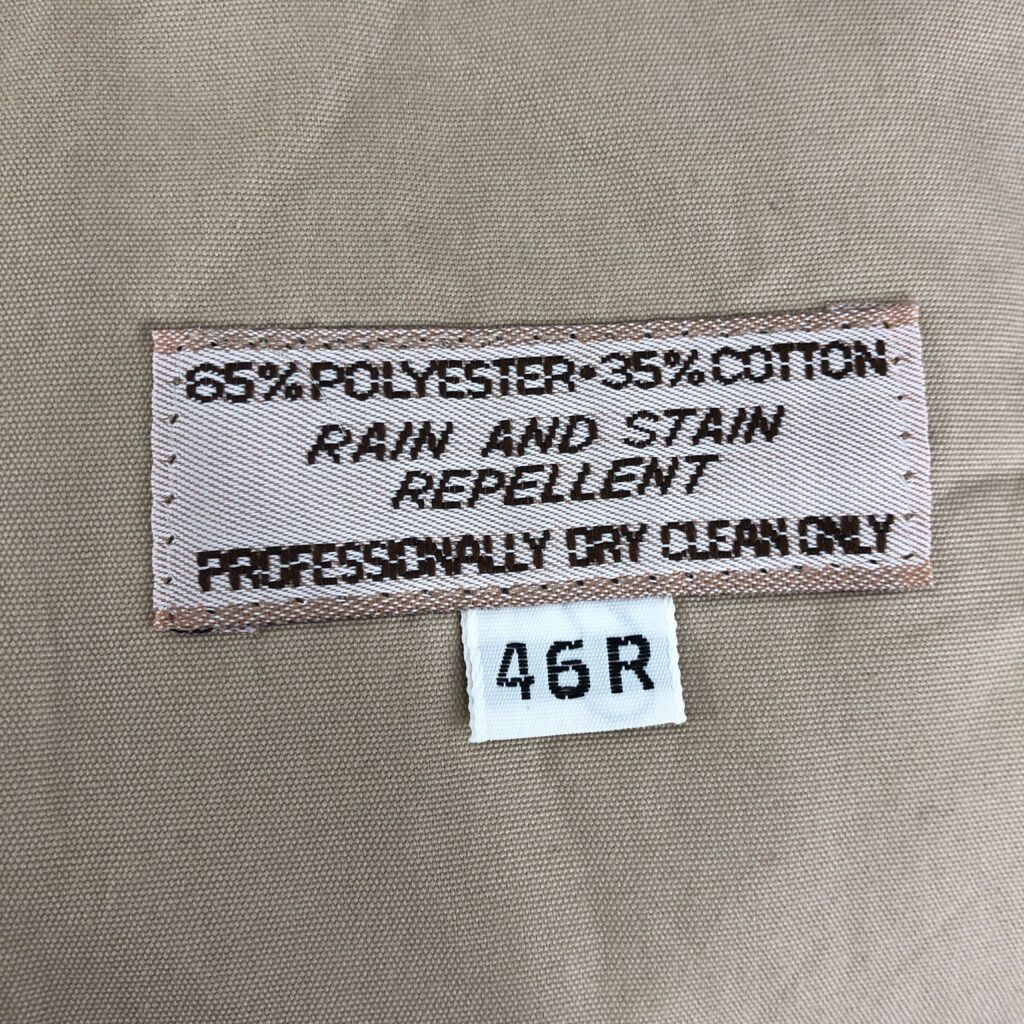 65% POLYESTER • 35% COTTON
RAIN AND STAIN
REPELLENT
PROFESSIONALLY DRY CLEAN ONLY
46R